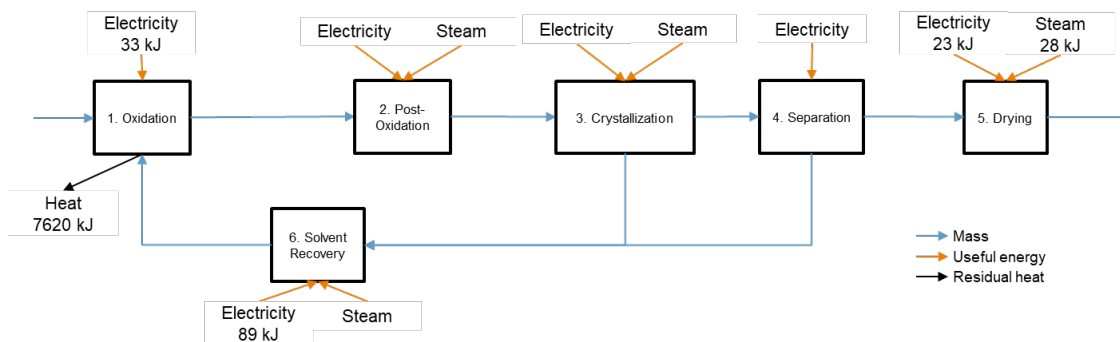 Electricity
33 kJ
Electricity
Steam
Electricity
Steam
Electricity
Electricity
23 kJ
Steam
28 kJ
1. Oxidation
2. Post-
Oxidation
3. Crystallization
4. Separation
5. Drying
Heat
7620 kJ
6. Solvent
Recovery
Mass
Useful energy
Residual heat
Electricity
89 kJ
Steam